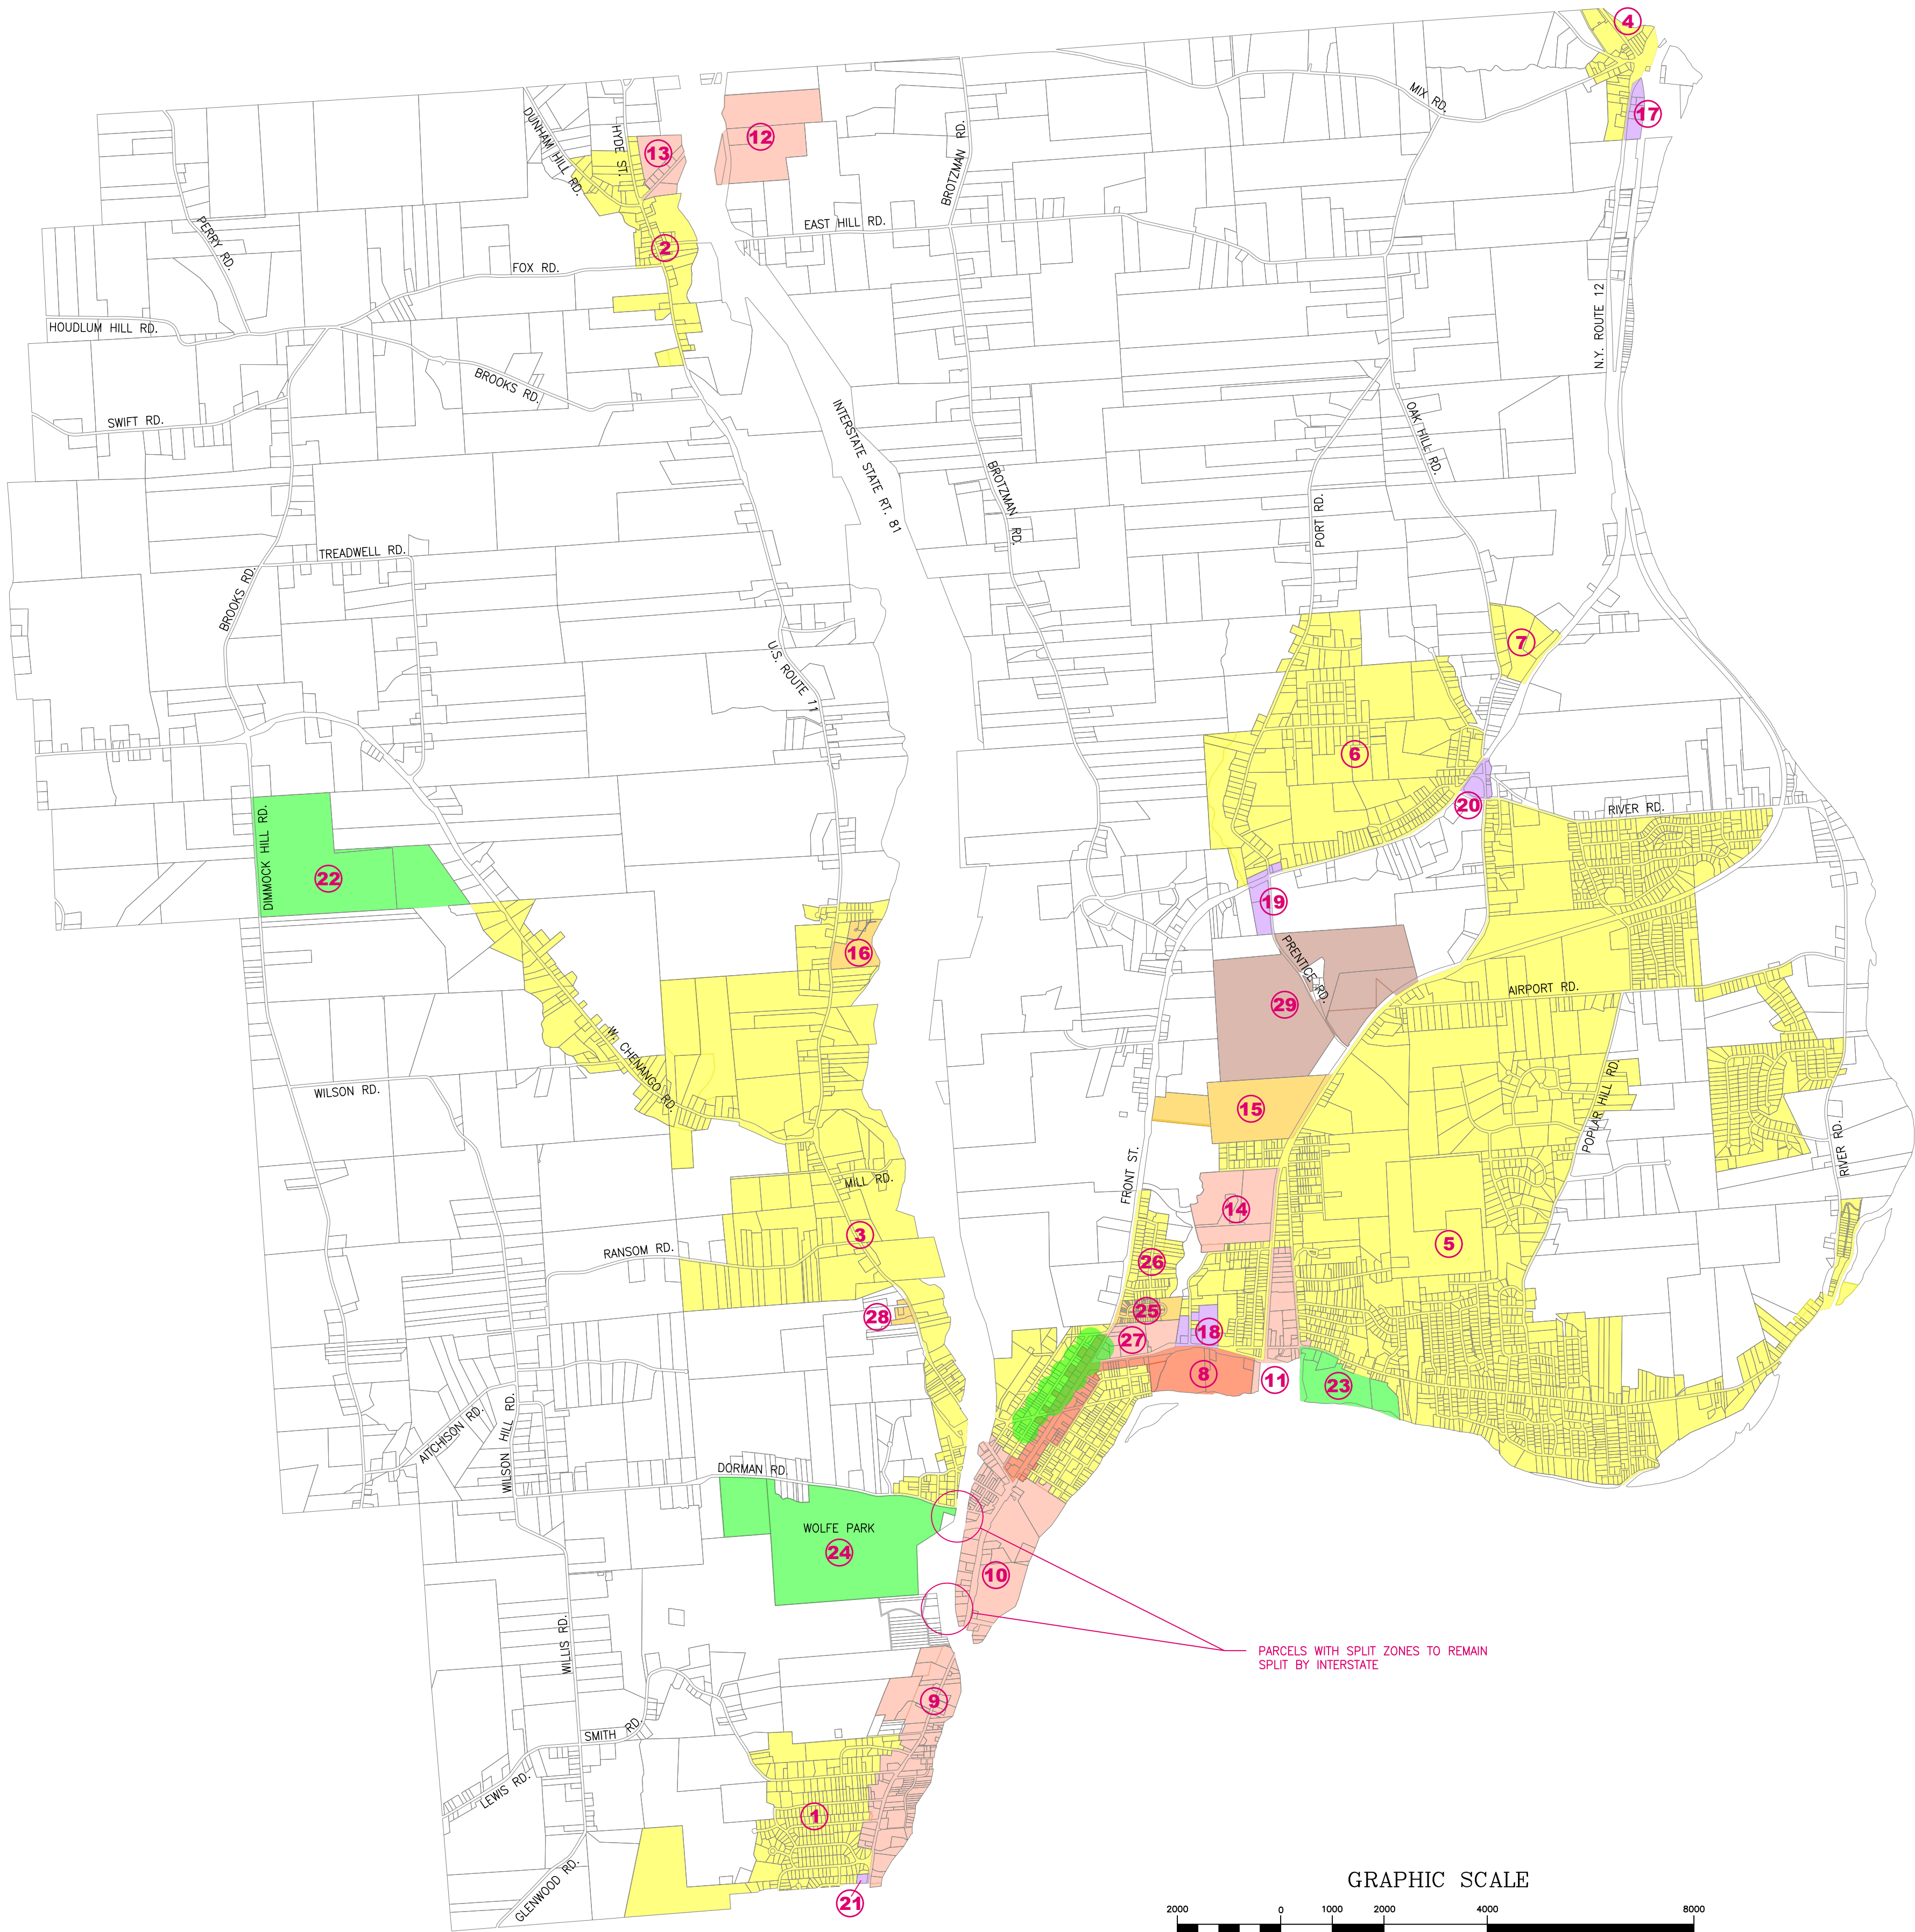 4
MIX RD.
17
DUNHAM HILL RD.
HYDE ST.
13
12
BROTZMAN RD.
PERRY RD.
EAST HILL RD.
2
FOX RD.
HOUDLUM HILL RD.
N.Y. ROUTE 12
BROOKS RD.
SWIFT RD.
INTERSTATE STATE RT. 81
OAK HILL RD.
BROTZMAN RD.
PORT RD.
TREADWELL RD.
BROOKS RD.
7
U.S. ROUTE 11
6
20
RIVER RD.
DIMMOCK HILL RD.
22
19
16
PRENTICE RD.
29
AIRPORT RD.
W. CHENANGO RD.
WILSON RD.
15
POPLAR HILL RD.
RIVER RD.
FRONT ST.
MILL RD.
14
3
5
RANSOM RD.
26
28
25
18
27
8
11
23
AITCHISON RD.
WILSON HILL RD.
DORMAN RD.
WOLFE PARK
24
10
WILLIS RD.
PARCELS WITH SPLIT ZONES TO REMAIN
SPLIT BY INTERSTATE
9
SMITH RD.
LEWIS RD.
1
GLENWOOD RD.
21
GRAPHIC SCALE
2000 0 1000 2000 4000 8000